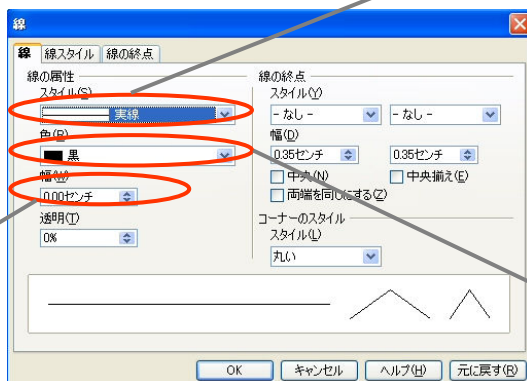 線
線 線スタイル 線の終点
線の属性
スタイル(S)
実線
色(R)
黒
幅(W)
0.00センチ
透明(T)
0%
線の終点
スタイル(Y)
- なし - - なし -
幅(D)
0.35センチ 0.35センチ
中央(N) 中央揃え(E)
両端を同じにする(Z)
コーナーのスタイル
スタイル(L)
丸い
OK キャンセル ヘルプ(H) 元に戻す(R)